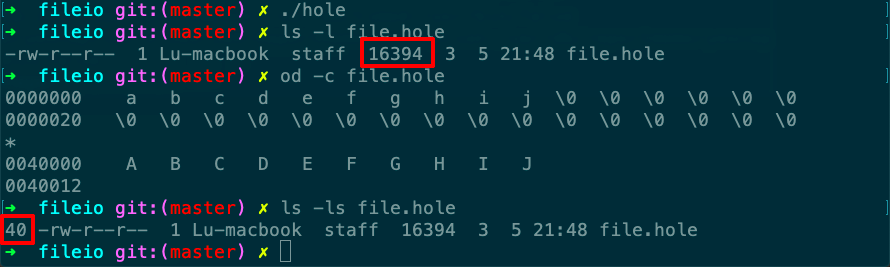 [➜  fileio git:(master) ✗ ./hole
[➜  fileio git:(master) ✗ ls -l file.hole
-rw-r--r--  1 Lu-macbook  staff  16394  3  5 21:48 file.hole
[➜  fileio git:(master) ✗ od -c file.hole
0000000    a   b   c   d   e   f   g   h   i   j  \0  \0  \0  \0  \0  \0
0000020   \0  \0  \0  \0  \0  \0  \0  \0  \0  \0  \0  \0  \0  \0  \0  \0
*
0040000    A   B   C   D   E   F   G   H   I   J
0040012
[➜  fileio git:(master) ✗ ls -ls file.hole
40 -rw-r--r--  1 Lu-macbook  staff  16394  3  5 21:48 file.hole
➜  fileio git:(master) ✗